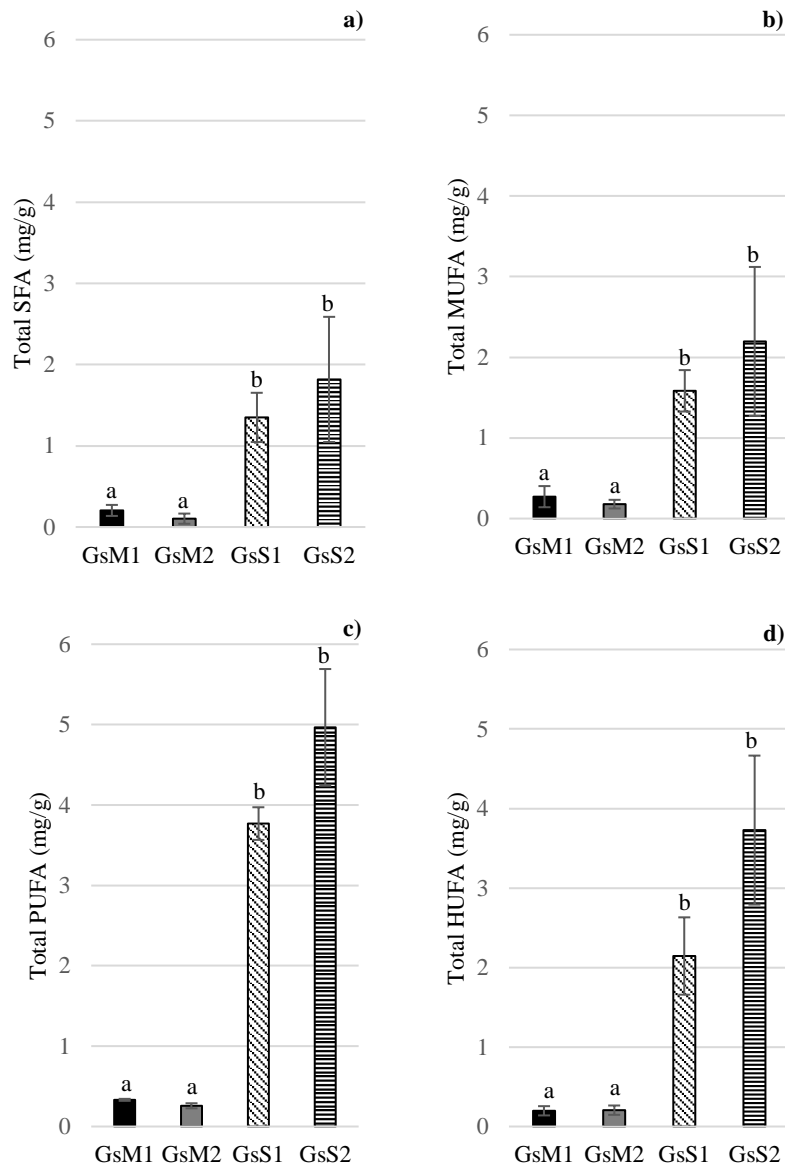 a)
6
5
4
3
2
1
0
Total SFA (mg/g)
a
a
b
b
GsM1 GsM2 GsS1 GsS2
b)
6
5
4
3
2
1
0
Total MUFA (mg/g)
a
a
b
b
GsM1 GsM2 GsS1 GsS2
c)
6
5
4
3
2
1
0
Total PUFA (mg/g)
a
a
b
b
GsM1 GsM2 GsS1 GsS2
d)
6
5
4
3
2
1
0
Total HUFA (mg/g)
a
a
b
b
GsM1 GsM2 GsS1 GsS2